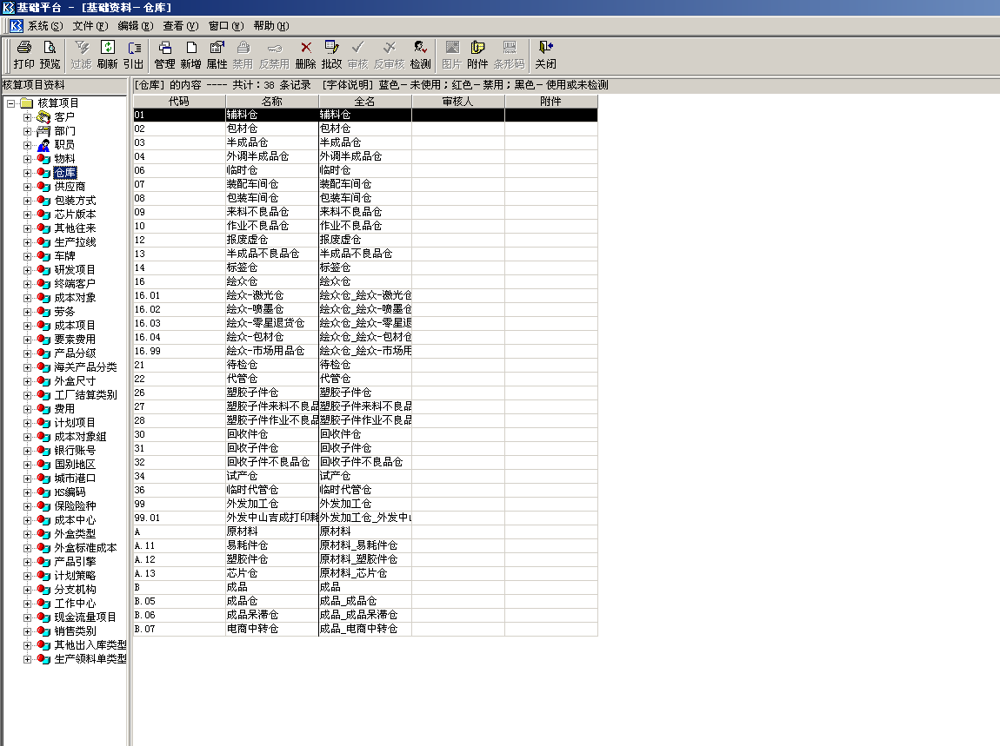 基础平台 - [基础资料－仓库]
系统(S) 文件(F) 编辑(E) 查看(V) 窗口(W) 帮助(H)
打印 预览 过滤 刷新 引出 管理 新增 属性 禁用 反禁用 删除 批改 审核 反审核 检测 图片 附件 条形码 关闭
核算项目资料
核算项目
客户
部门
职员
物料
仓库
供应商
包装方式
芯片版本
其他往来
生产拉线
车牌
研发项目
终端客户
成本对象
劳务
成本项目
要素费用
产品分级
海关产品分类
外盒尺寸
工厂结算类别
费用
计划项目
成本对象组
银行账号
国别地区
城市港口
HS编码
保险险种
成本中心
外盒类型
外盒标准成本
产品引擎
计划策略
分支机构
工作中心
现金流量项目
销售类别
其他出入库类型
生产领料单类型
[仓库] 的内容 ---- 共计：38 条记录 [字体说明] 蓝色－未使用；红色－禁用；黑色－使用或未检测
代码 名称 全名 审核人 附件
01 辅料仓 辅料仓
02 包材仓 包材仓
03 半成品仓 半成品仓
04 外调半成品仓 外调半成品仓
06 临时仓 临时仓
07 装配车间仓 装配车间仓
08 包装车间仓 包装车间仓
09 来料不良品仓 来料不良品仓
10 作业不良品仓 作业不良品仓
12 报废虚仓 报废虚仓
13 半成品不良品仓 半成品不良品仓
14 标签仓 标签仓
16 绘众仓 绘众仓
16.01 绘众-激光仓 绘众仓_绘众-激光仓
16.02 绘众-喷墨仓 绘众仓_绘众-喷墨仓
16.03 绘众-零星退货仓 绘众仓_绘众-零星退
16.04 绘众-包材仓 绘众仓_绘众-包材仓
16.99 绘众-市场用品仓 绘众仓_绘众-市场用
21 待检仓 待检仓
22 代管仓 代管仓
26 塑胶子件仓 塑胶子件仓
27 塑胶子件来料不良品 塑胶子件来料不良品
28 塑胶子件作业不良品 塑胶子件作业不良品
30 回收件仓 回收件仓
31 回收子件仓 回收子件仓
32 回收子件不良品仓 回收子件不良品仓
34 试产仓 试产仓
36 临时代管仓 临时代管仓
99 外发加工仓 外发加工仓
99.01 外发中山吉成打印耗 外发加工仓_外发中山
A 原材料 原材料
A.11 易耗件仓 原材料_易耗件仓
A.12 塑胶件仓 原材料_塑胶件仓
A.13 芯片仓 原材料_芯片仓
B 成品 成品
B.05 成品仓 成品_成品仓
B.06 成品呆滞仓 成品_成品呆滞仓
B.07 电商中转仓 成品_电商中转仓